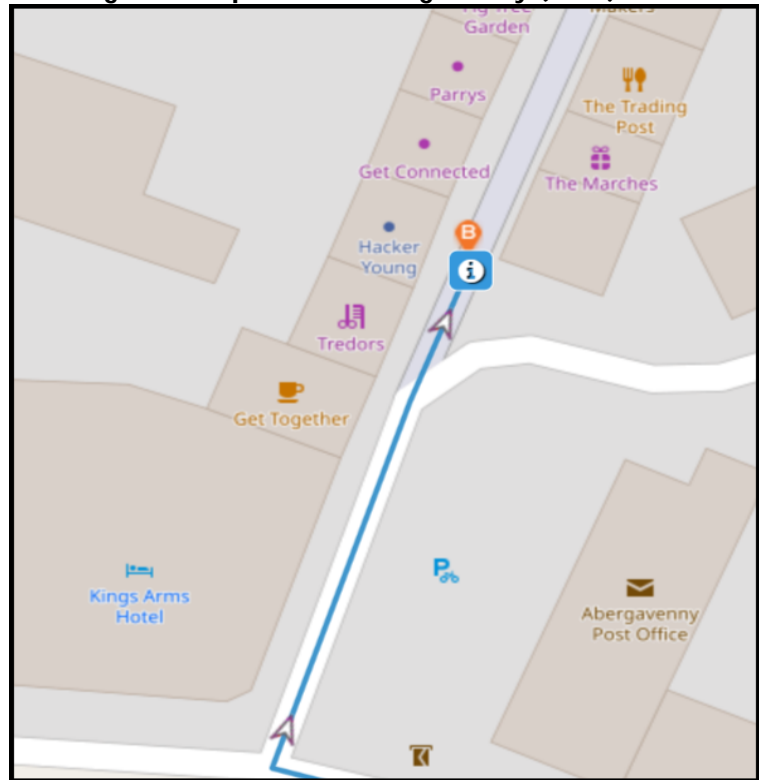 Garden
Parrys
The Trading
Post
Get Connected
The Marches
B
Hacker
Young
i
Tredors
Get Together
Kings Arms
Hotel
P
Abergavenny
Post Office